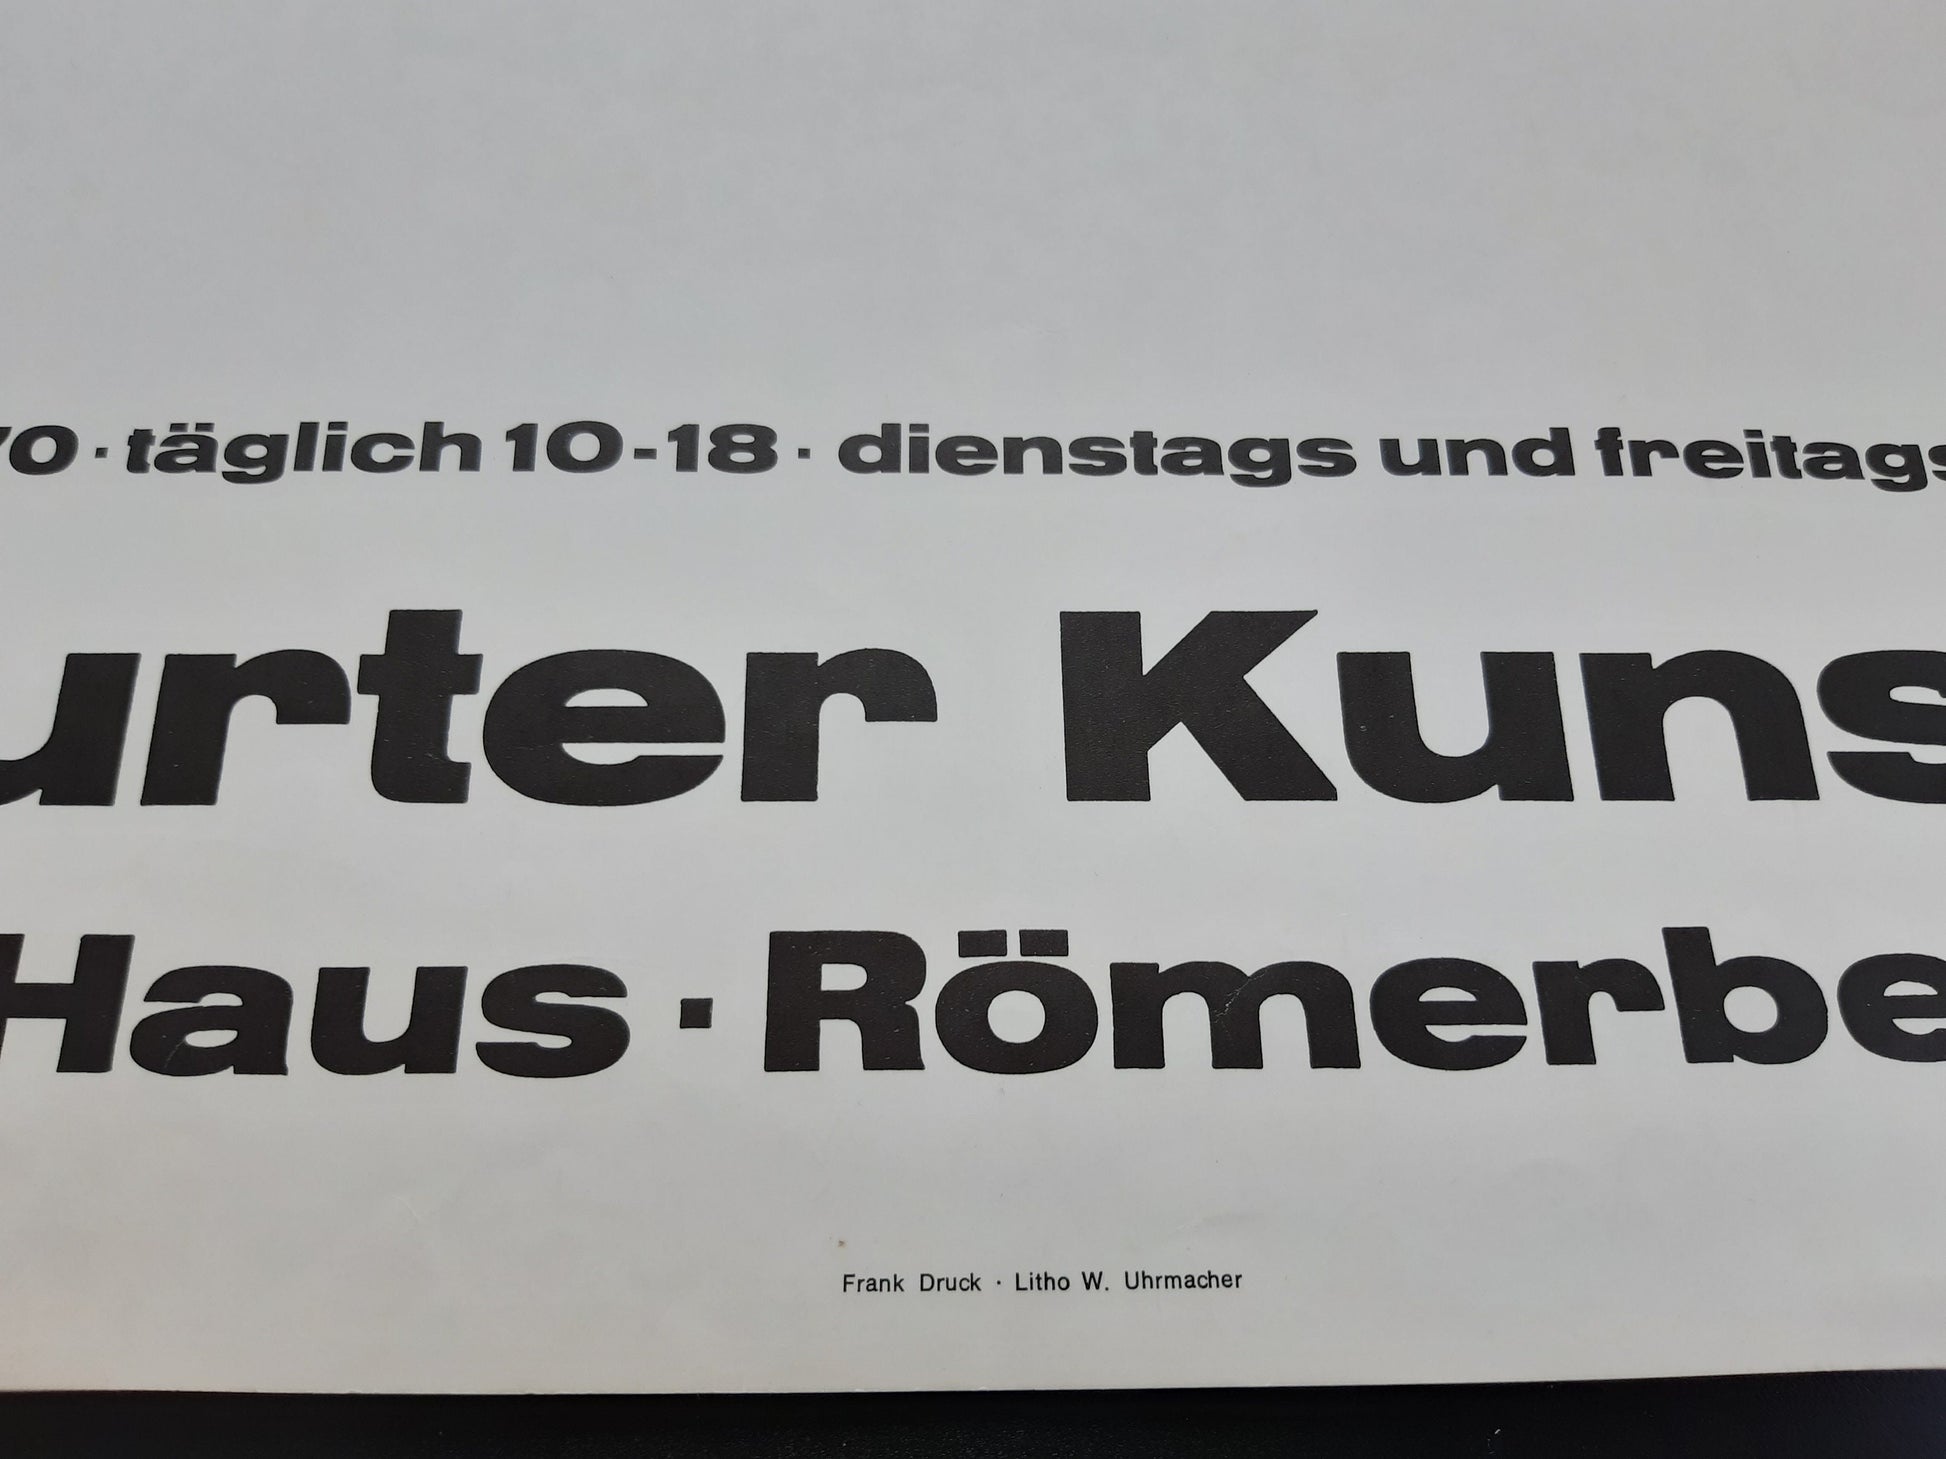 70 · täglich 10-18 · dienstags und freitags
urter Kuns
Haus · Römerbe
Frank Druck · Litho W. Uhrmacher